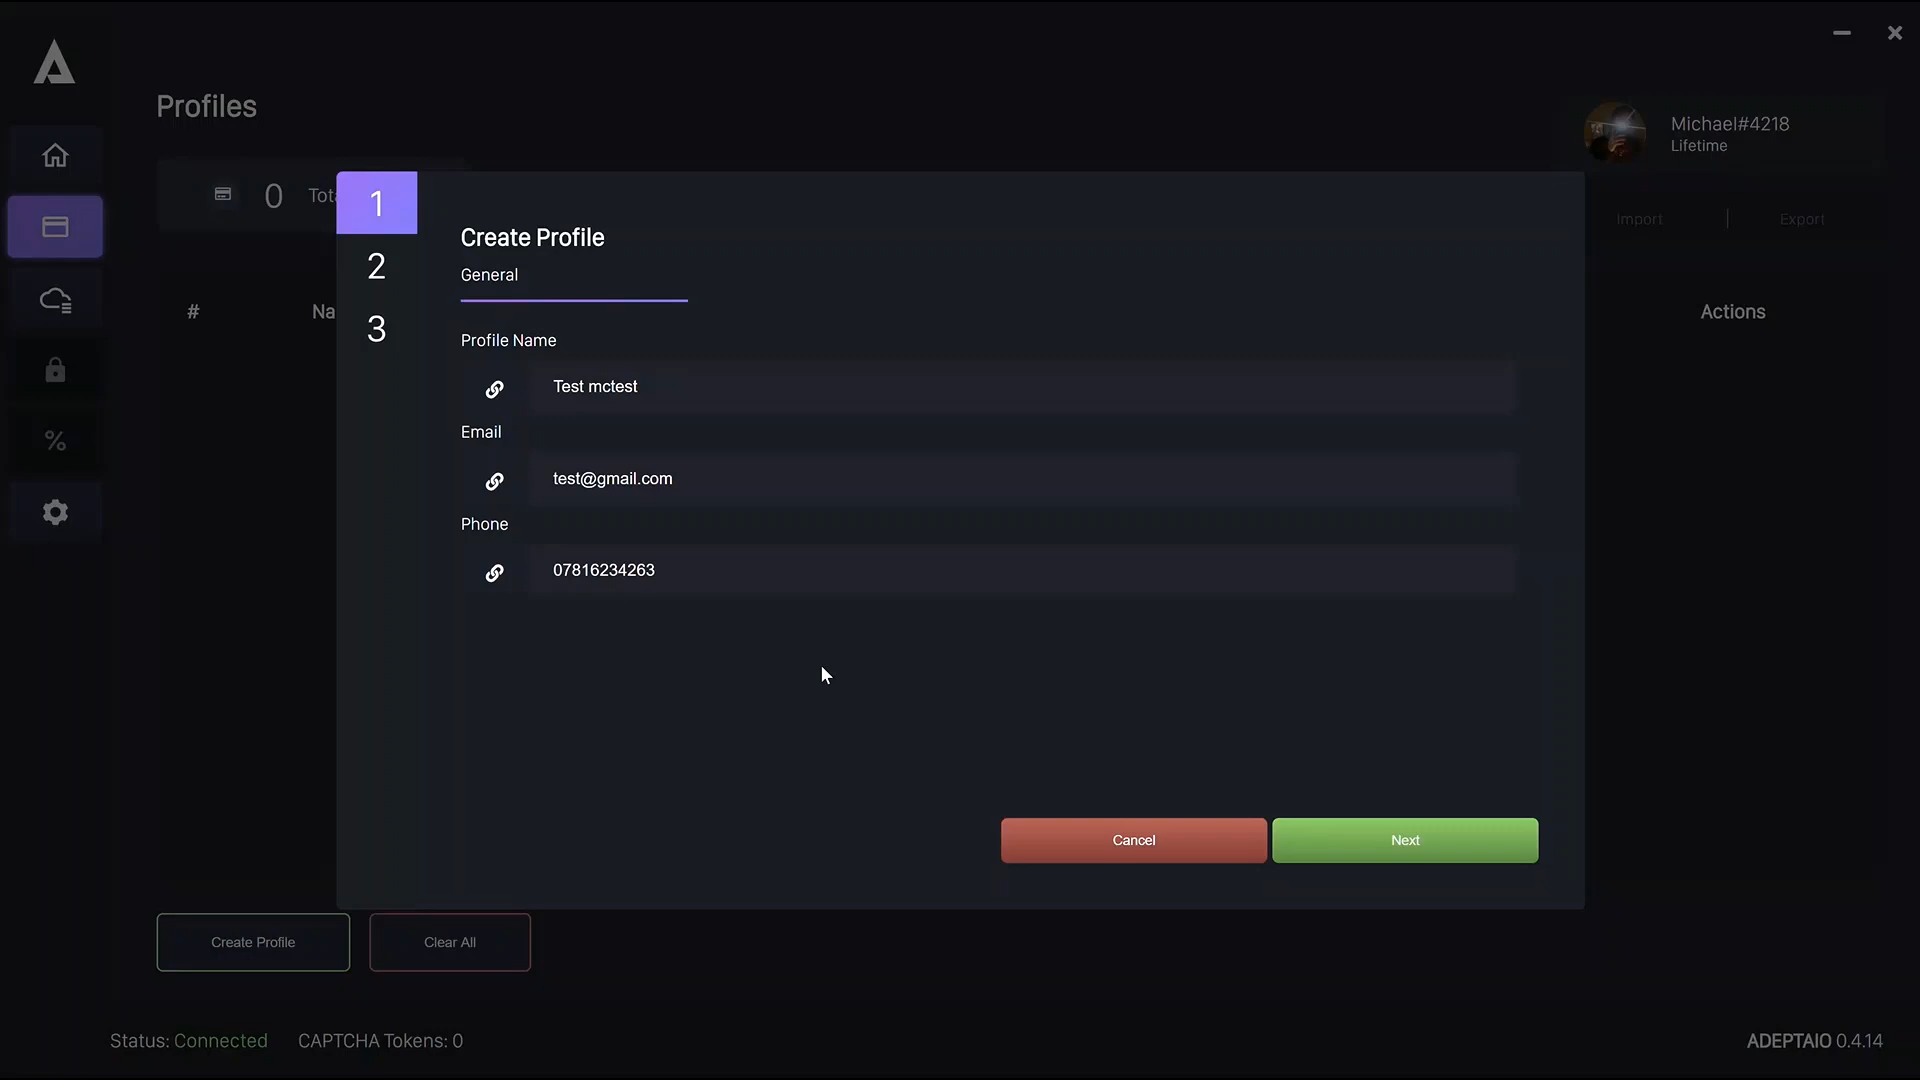 Profiles
Michael#4218
Lifetime
0 Tota
Import | Export
# Na
Actions
1
2
3
Create Profile
General
Profile Name
Test mctest
Email
test@gmail.com
Phone
07816234263
Cancel Next
Create Profile Clear All
Status: Connected CAPTCHA Tokens: 0
ADEPTAIO 0.4.14